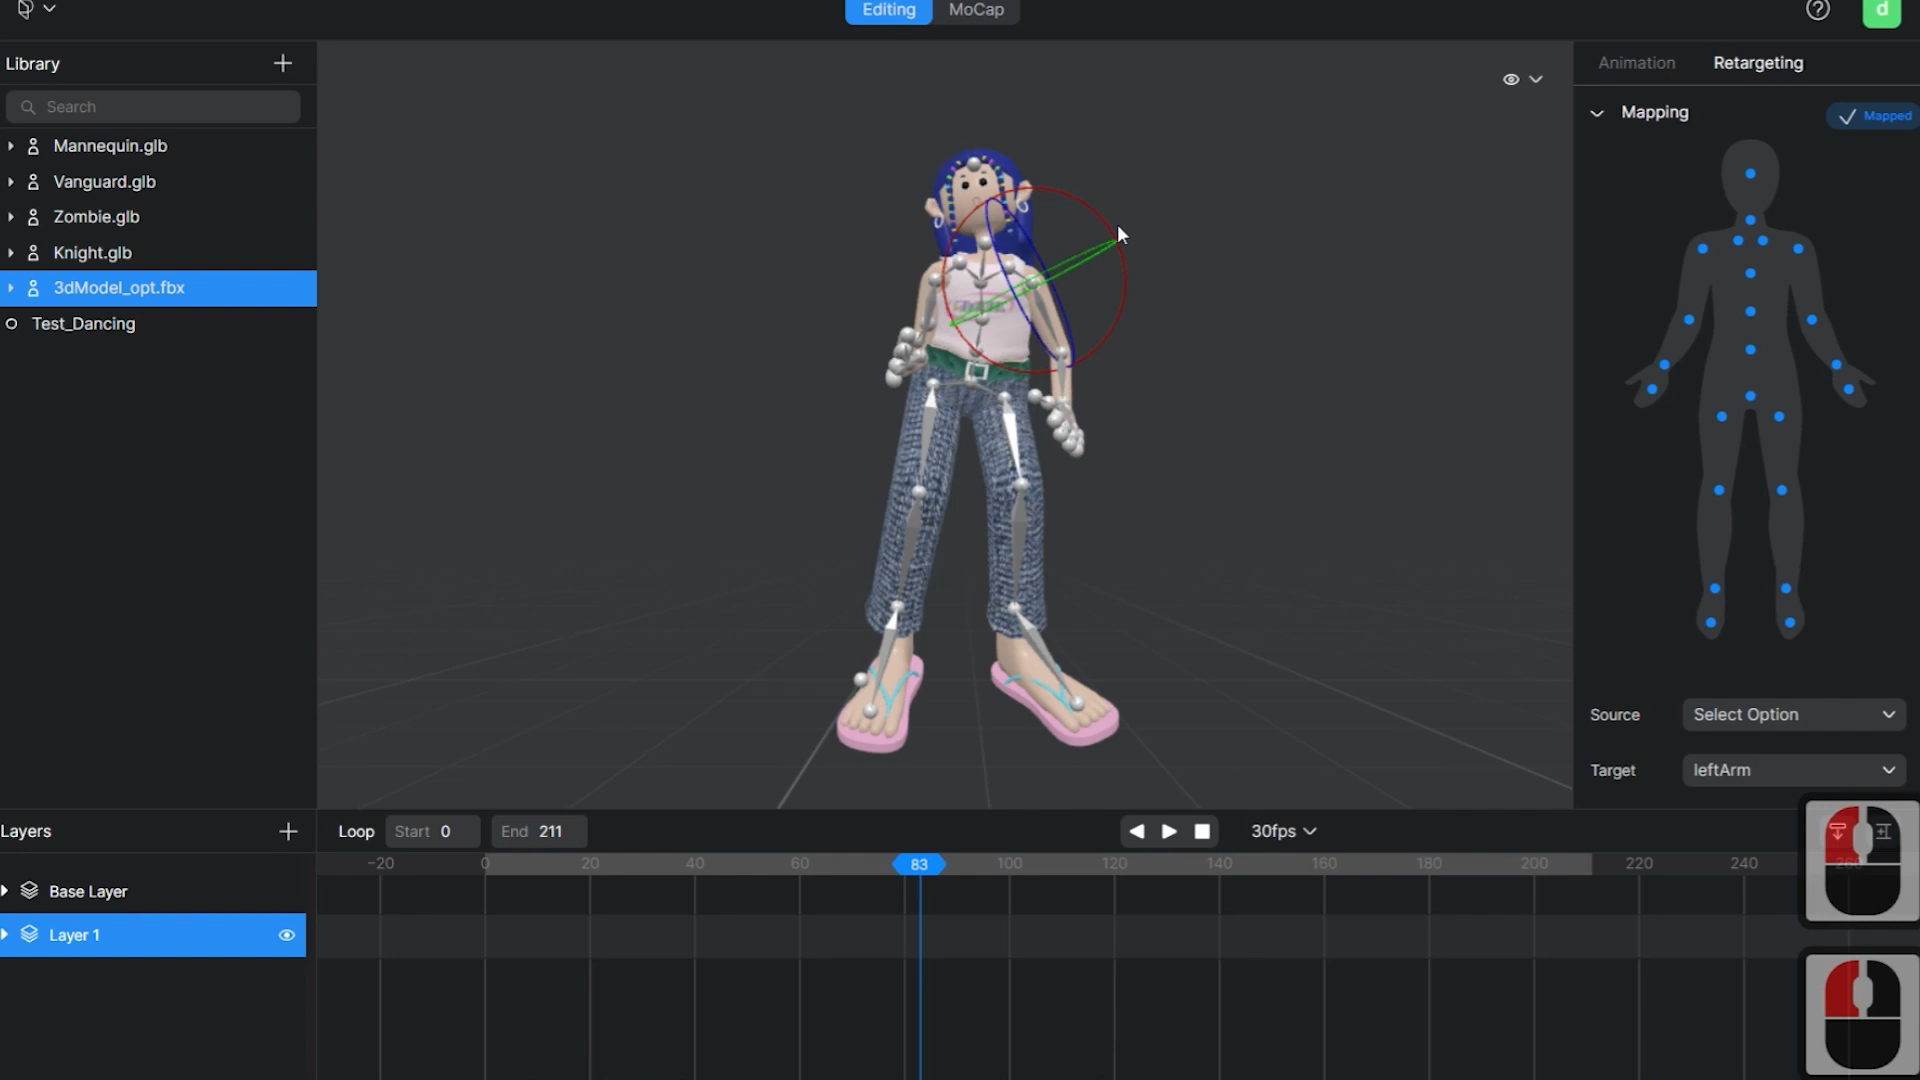 Editing MoCap
d
Library
Search
Mannequin.glb
Vanguard.glb
Zombie.glb
Knight.glb
3dModel_opt.fbx
Test_Dancing
Animation Retargeting
Mapping Mapped
Source Select Option
Target leftArm
Layers
Loop Start 0 End 211 30fps
-20 0 20 40 60 83 100 120 140 160 180 200 220 240 260
Base Layer
Layer 1